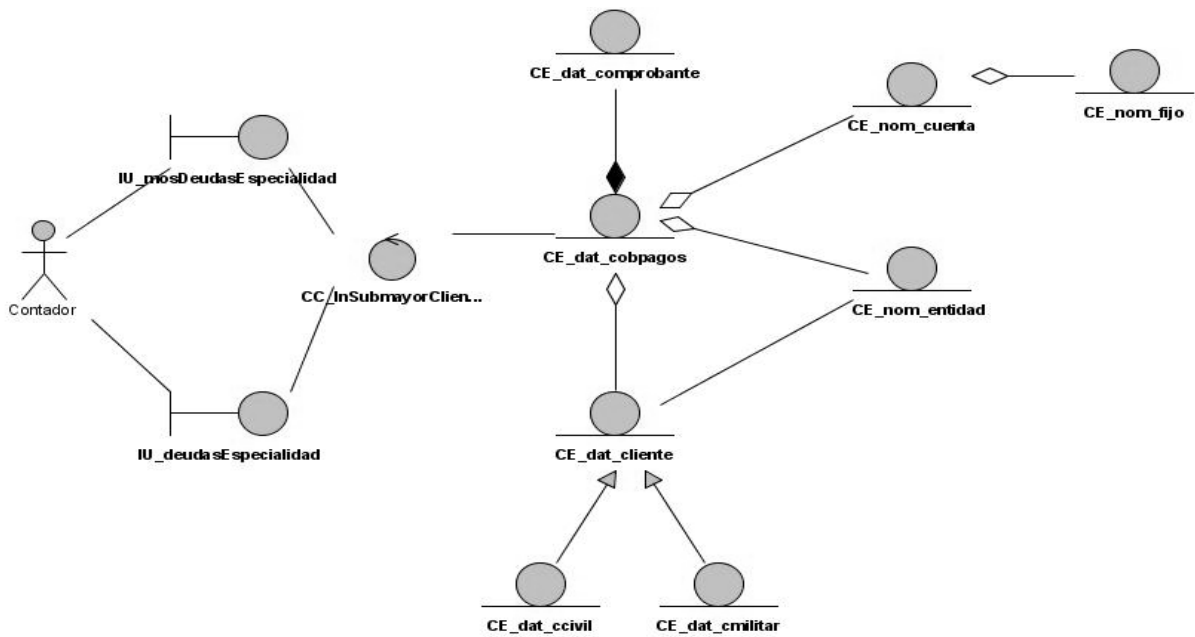 CE_dat_comprobante
CE_nom_cuenta
CE_nom_fijo
IU_mosDeudasEspecialidad
CE_dat_cobpagos
CC_InSubmayorClien...
Contador
CE_nom_entidad
IU_deudasEspecialidad
CE_dat_cliente
CE_dat_ccivil
CE_dat_cmilitar